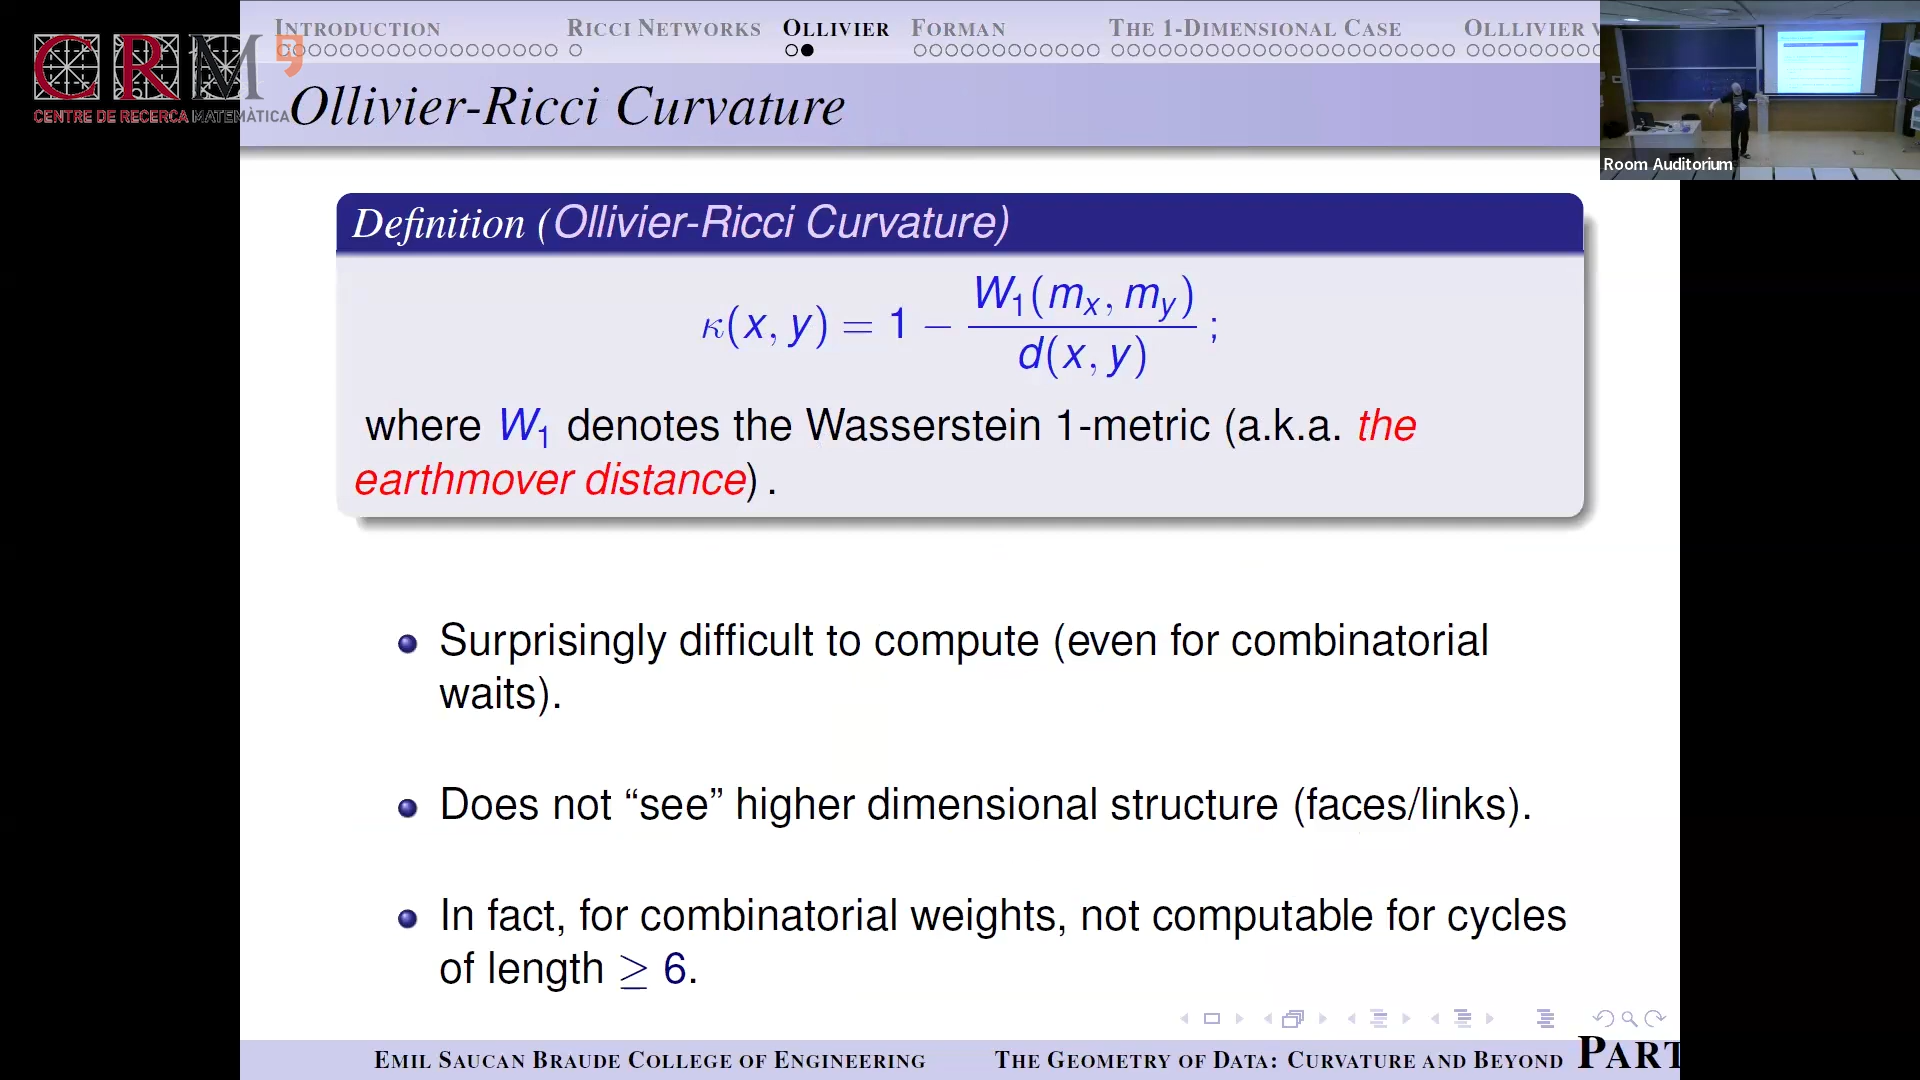 INTRODUCTION RICCI NETWORKS OLLIVIER FORMAN THE 1-DIMENSIONAL CASE OLLLIVIER V
CRM
CENTRE DE RECERCA MATEMÀTICA
Ollivier-Ricci Curvature
Room Auditorium
Definition (Ollivier-Ricci Curvature)
κ(x, y) = 1 − W₁(mₓ, m_y) / d(x, y) ;
where W₁ denotes the Wasserstein 1-metric (a.k.a. the
earthmover distance) .
Surprisingly difficult to compute (even for combinatorial
waits).
Does not “see” higher dimensional structure (faces/links).
In fact, for combinatorial weights, not computable for cycles
of length ≥ 6.
EMIL SAUCAN BRAUDE COLLEGE OF ENGINEERING THE GEOMETRY OF DATA: CURVATURE AND BEYOND PART